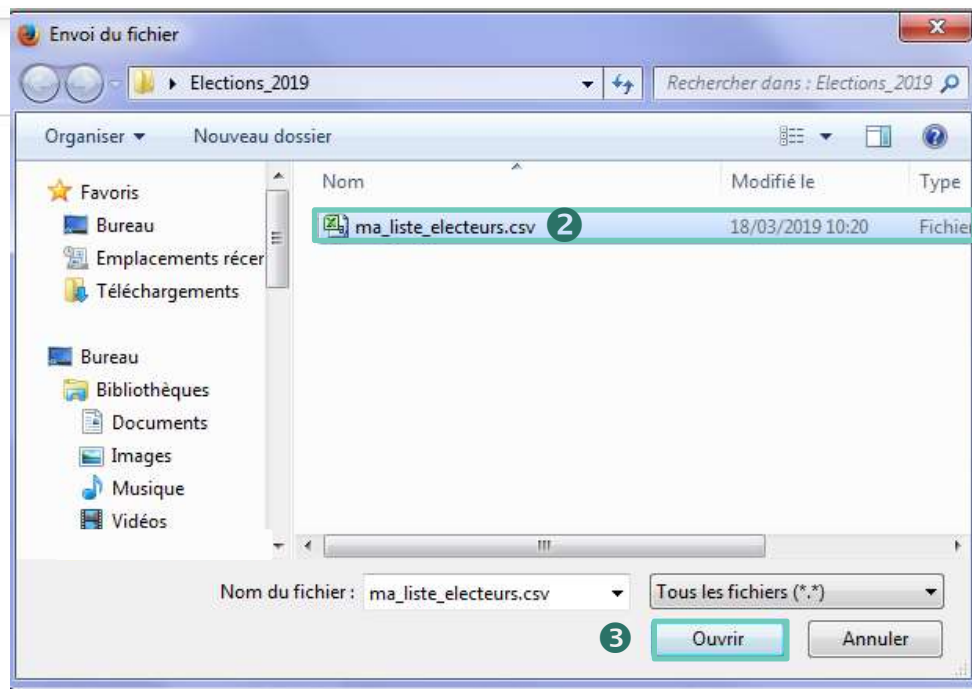 Envoi du fichier
Elections_2019
Rechercher dans : Elections_2019
Organiser
Nouveau dossier
Nom
Modifié le
Type
ma_liste_electeurs.csv
2
18/03/2019 10:20
Fichie
Favoris
Bureau
Emplacements récer
Téléchargements
Bureau
Bibliothèques
Documents
Images
Musique
Vidéos
Nom du fichier :
ma_liste_electeurs.csv
Tous les fichiers (*.*)
3
Ouvrir
Annuler